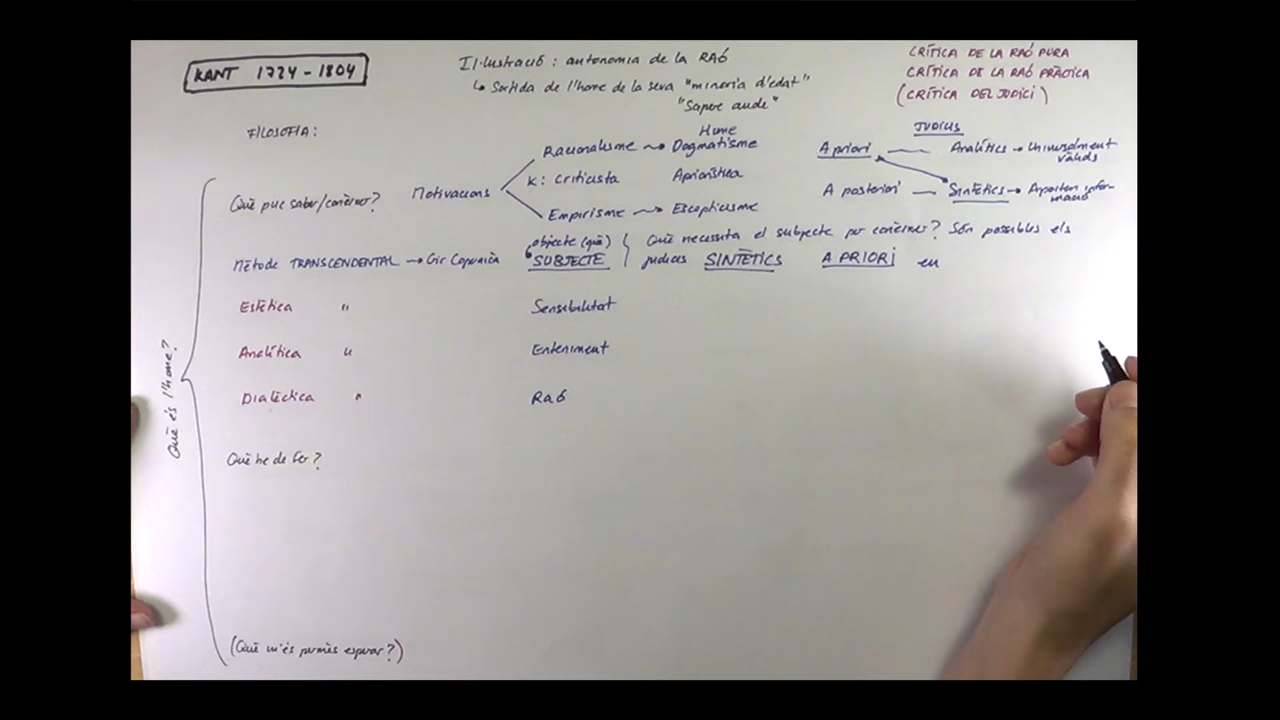 KANT 1724 - 1804
Il·lustració : autonomia de la RAÓ
↳ Sortida de l'home de la seva "minoria d'edat"
"Sapere aude"
CRÍTICA DE LA RAÓ PURA
CRÍTICA DE LA RAÓ PRÀCTICA
(CRÍTICA DEL JUDICI)
FILOSOFIA :
Què puc saber/conèixer? Motivacions
Hume
Racionalisme → Dogmatisme
K: Criticista Apriorística
Empirisme → Escepticisme
JUDICIS
A priori — Analítics → Universalment vàlids
A posteriori — Sintètics → Aporten informació
Mètode TRANSCENDENTAL → Gir Copernicà
objecte (què)
SUBJECTE
Què necessita el subjecte per conèixer? Són possibles els
judicis SINTÈTICS A PRIORI en
Estètica " Sensibilitat
Analítica " Enteniment
Dialèctica " Raó
Què he de fer?
(Què m'és permès esperar?)
Què és l'home?